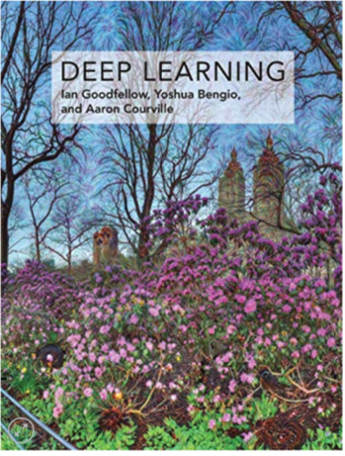 DEEP LEARNING
Ian Goodfellow, Yoshua Bengio,
and Aaron Courville